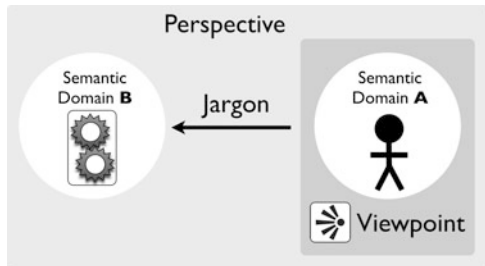 Perspective
Semantic
Domain B
Jargon
Semantic
Domain A
Viewpoint